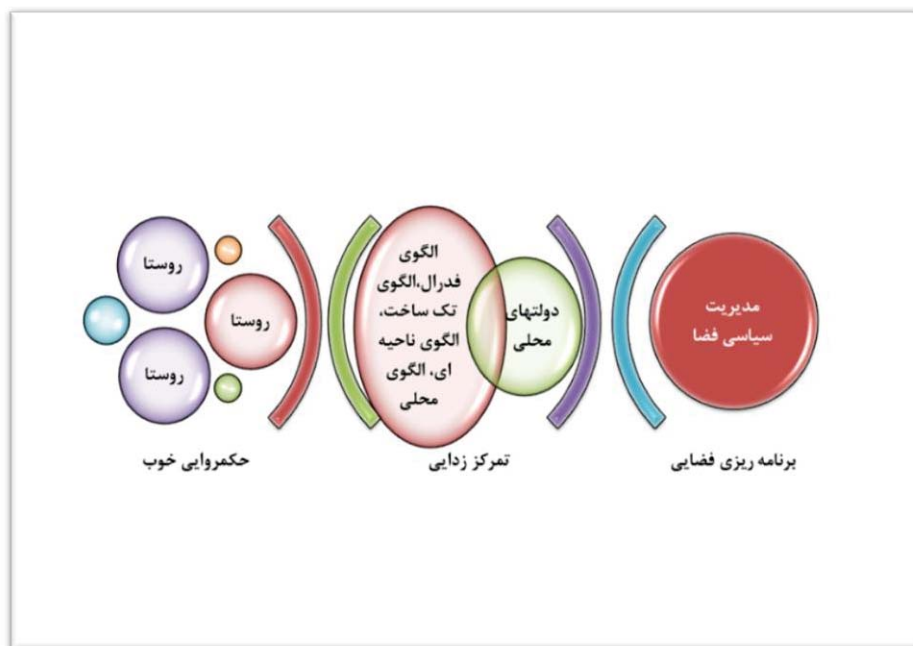 مدیریت
سیاسی فضا
برنامه ریزی فضایی
دولتهای
محلی
الگوی
فدرال،الگوی
تک ساخت،
الگوی ناحیه
ای، الگوی
محلی
تمرکز زدایی
روستا
روستا
روستا
حکمروایی خوب